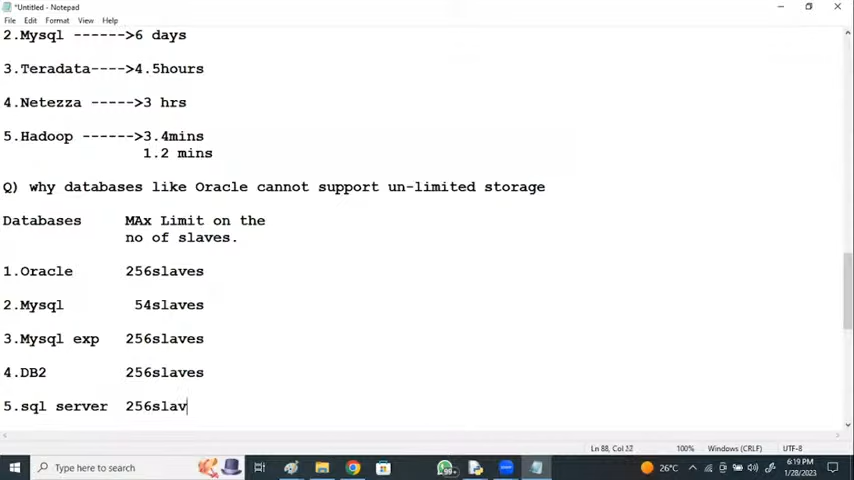 *Untitled - Notepad
File Edit Format View Help
2.Mysql ------>6 days
3.Teradata---->4.5hours
4.Netezza ----->3 hrs
5.Hadoop ------>3.4mins
1.2 mins
Q) why databases like Oracle cannot support un-limited storage
Databases MAx Limit on the
no of slaves.
1.Oracle 256slaves
2.Mysql 54slaves
3.Mysql exp 256slaves
4.DB2 256slaves
5.sql server 256slav
Ln 88, Col 32 100% Windows (CRLF) UTF-8
Type here to search
26°C
6:19 PM
1/28/2023